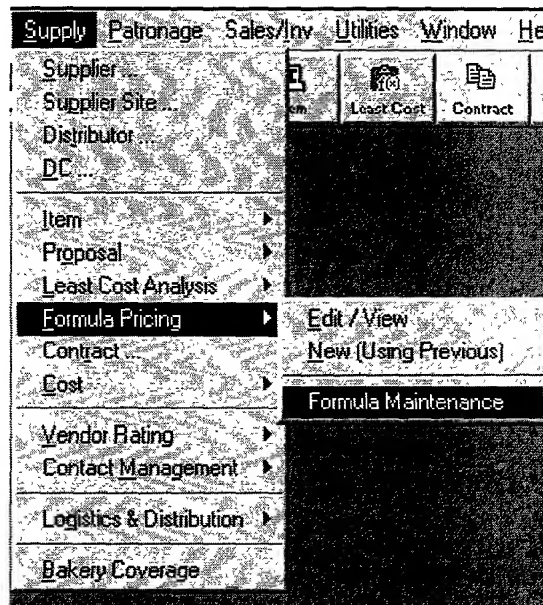 Supply Patronage Sales/Inv Utilities Window He
Supplier ...
Supplier Site ...
Distributor ...
DC ...
Least Cost Contract
Item
Proposal
Least Cost Analysis
Formula Pricing
Contract ...
Cost
Vendor Rating
Contact Management
Logistics & Distribution
Bakery Coverage
Edit / View
New (Using Previous)
Formula Maintenance